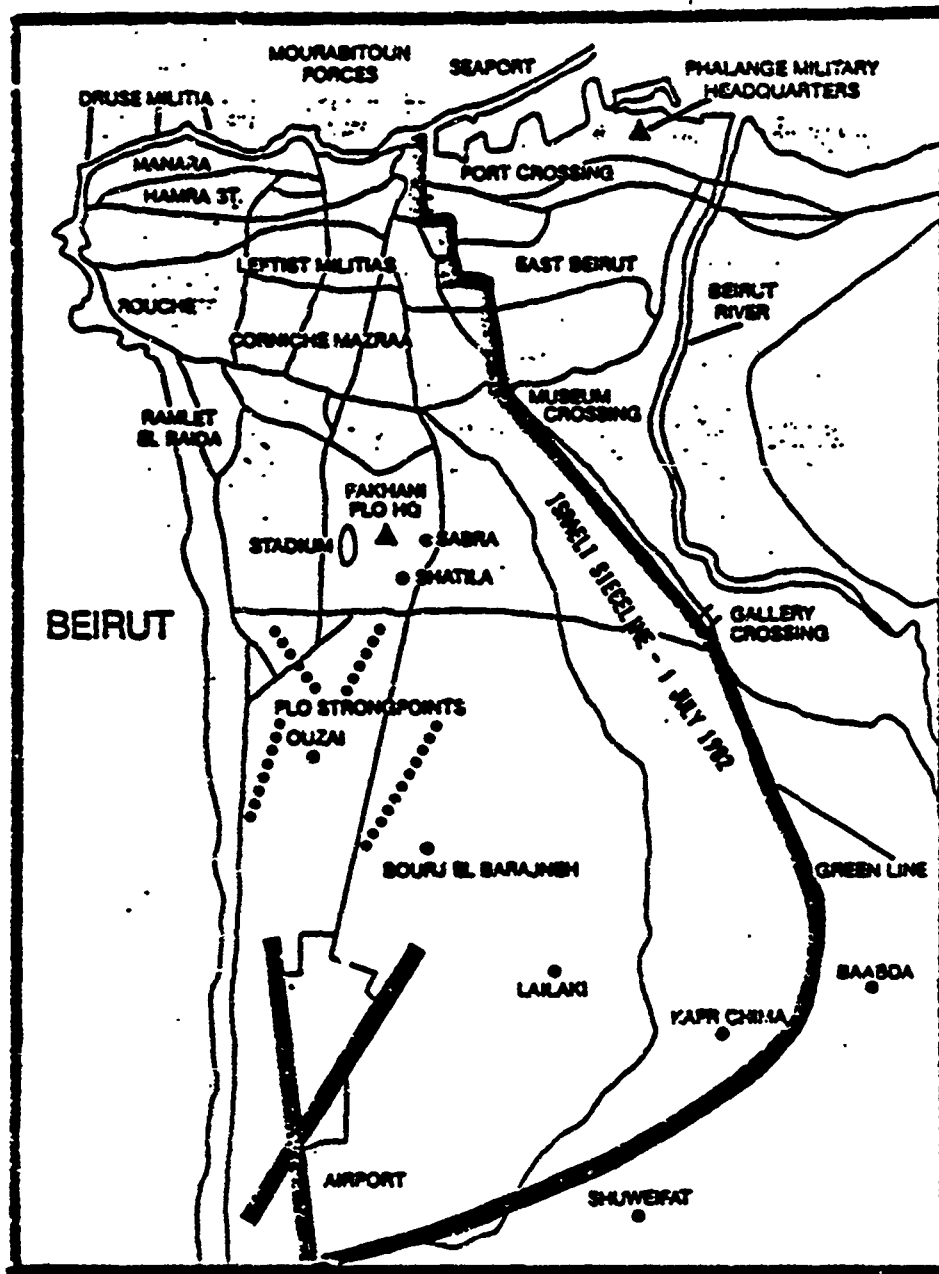 MOURABITOUN
FORCES
SEAPORT
PHALANGE MILITARY
HEADQUARTERS
DRUSE MILITIA
MANARA
HAMRA ST.
PORT CROSSING
LEFTIST MILITIAS
EAST BEIRUT
BEIRUT
RIVER
ROUCHE
CORNICHE MAZRAA
MUSEUM
CROSSING
RAMLET
EL BAIDA
FAKHANI
PLO HQ
STADIUM
SABRA
SHATILA
ISRAELI SIEGELINE - 1 JULY 1982
BEIRUT
GALLERY
CROSSING
PLO STRONGPOINTS
OUZAI
BOURJ EL BARAJNEH
GREEN LINE
LAILAKI
BAABDA
KAFR CHIMA
AIRPORT
SHUWEIFAT